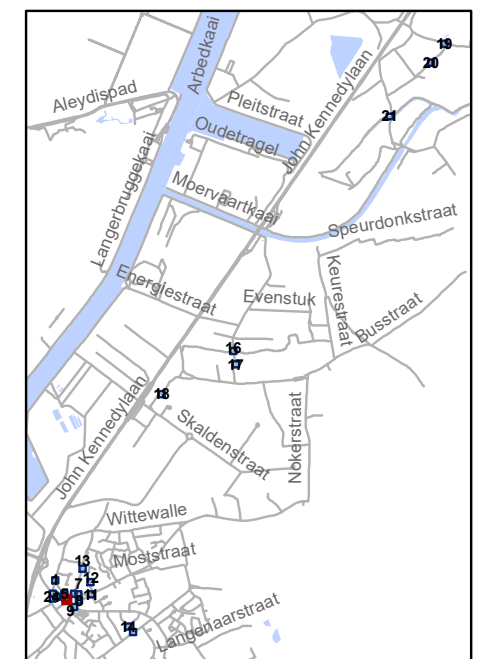 Arbedkaai
19
20
Aleydispad
Pleitstraat
John Kennedylaan
21
Oudetragel
Langerbruggekaai
Moervaartkaai
Speurdonkstraat
Energiestraat
Evenstuk
Keurestraat
Busstraat
16
17
18
John Kennedylaan
Skaldenstraat
Nokerstraat
Wittewalle
Moststraat
13
7
12
11
9
14
Langenaarstraat